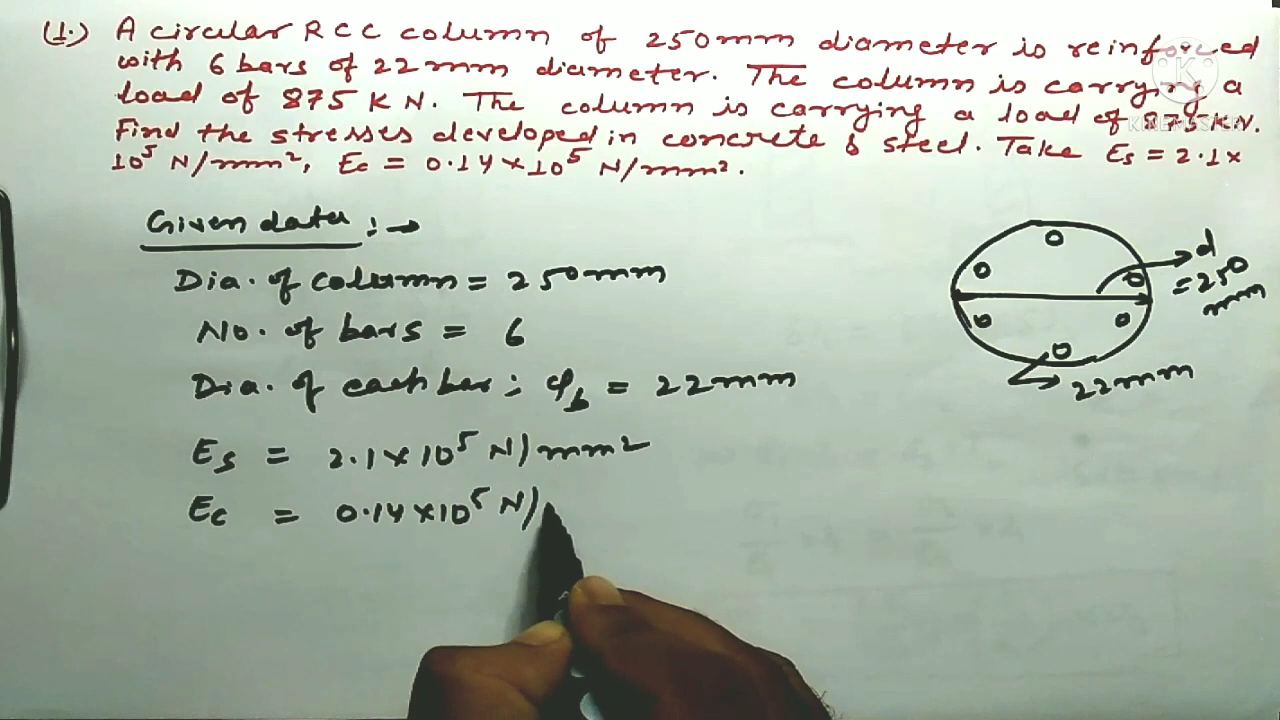 (1.) A circular RCC column of 250mm diameter is reinforced
with 6 bars of 22mm diameter. The column is carrying a
load of 875 KN. The column is carrying a load of 875 KN.
Find the stresses developed in concrete & steel. Take Es = 2.1×
10⁵ N/mm², Ec = 0.14×10⁵ N/mm².
Given data :→
Dia. of column = 250mm
No. of bars = 6
Dia. of each bar ; φb = 22mm
Es = 2.1×10⁵ N/mm2
Ec = 0.14×10⁵ N/
d
= 250
mm
22mm
K
KINEMASTER